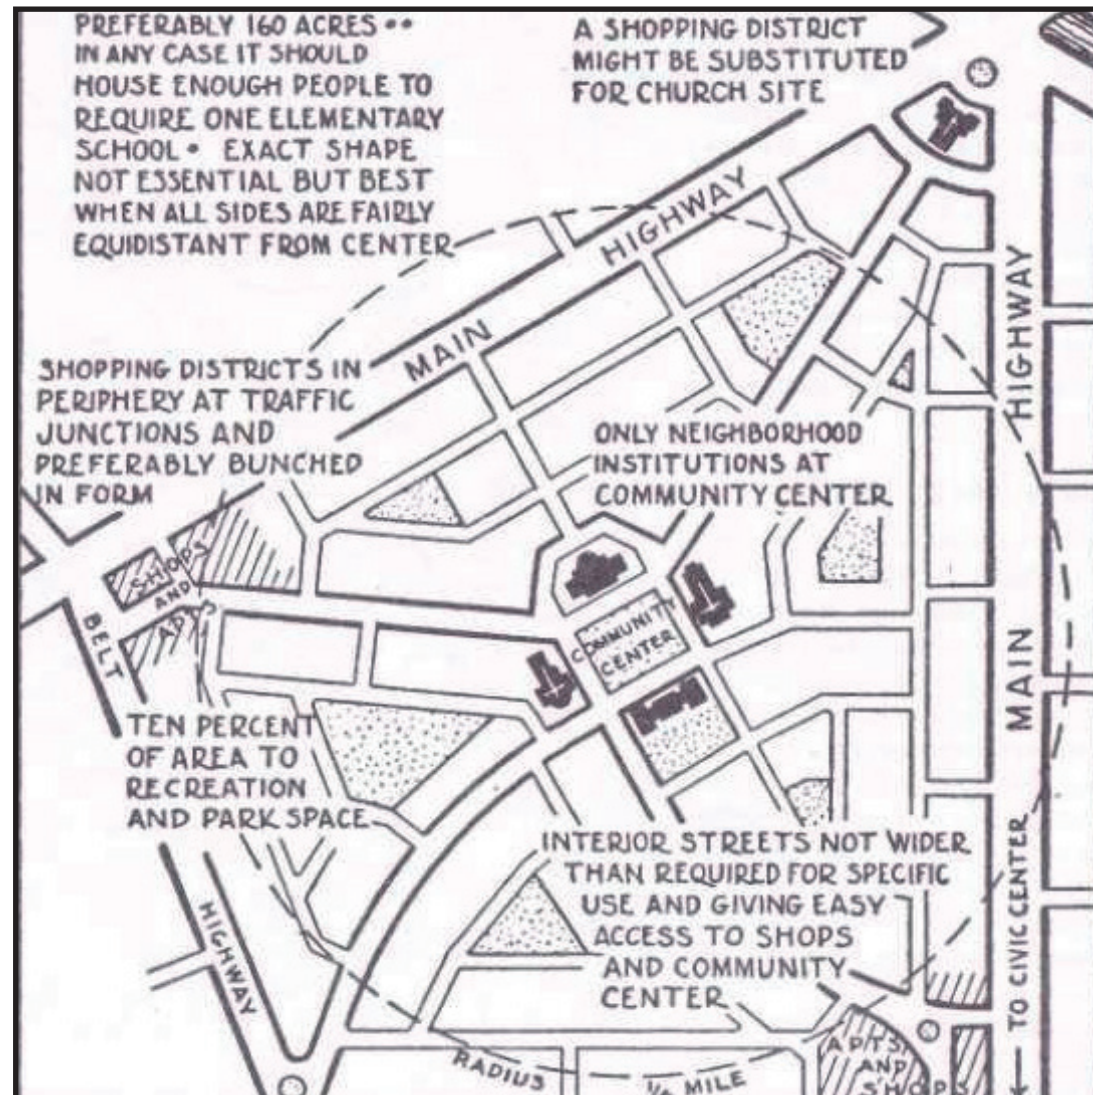 PREFERABLY 160 ACRES ••
IN ANY CASE IT SHOULD
HOUSE ENOUGH PEOPLE TO
REQUIRE ONE ELEMENTARY
SCHOOL • EXACT SHAPE
NOT ESSENTIAL BUT BEST
WHEN ALL SIDES ARE FAIRLY
EQUIDISTANT FROM CENTER
A SHOPPING DISTRICT
MIGHT BE SUBSTITUTED
FOR CHURCH SITE
MAIN HIGHWAY
HIGHWAY
MAIN
TO CIVIC CENTER
SHOPPING DISTRICTS IN
PERIPHERY AT TRAFFIC
JUNCTIONS AND
PREFERABLY BUNCHED
IN FORM
ONLY NEIGHBORHOOD
INSTITUTIONS AT
COMMUNITY CENTER
SHOPS
AND
APTS
BELT
HIGHWAY
COMMUNITY
CENTER
TEN PERCENT
OF AREA TO
RECREATION
AND PARK SPACE
INTERIOR STREETS NOT WIDER
THAN REQUIRED FOR SPECIFIC
USE AND GIVING EASY
ACCESS TO SHOPS
AND COMMUNITY
CENTER
RADIUS
MILE
APTS
AND
SHOPS